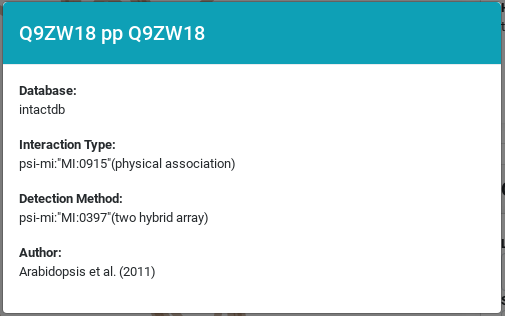 Q9ZW18 pp Q9ZW18
Database:
intactdb
Interaction Type:
psi-mi:"MI:0915"(physical association)
Detection Method:
psi-mi:"MI:0397"(two hybrid array)
Author:
Arabidopsis et al. (2011)